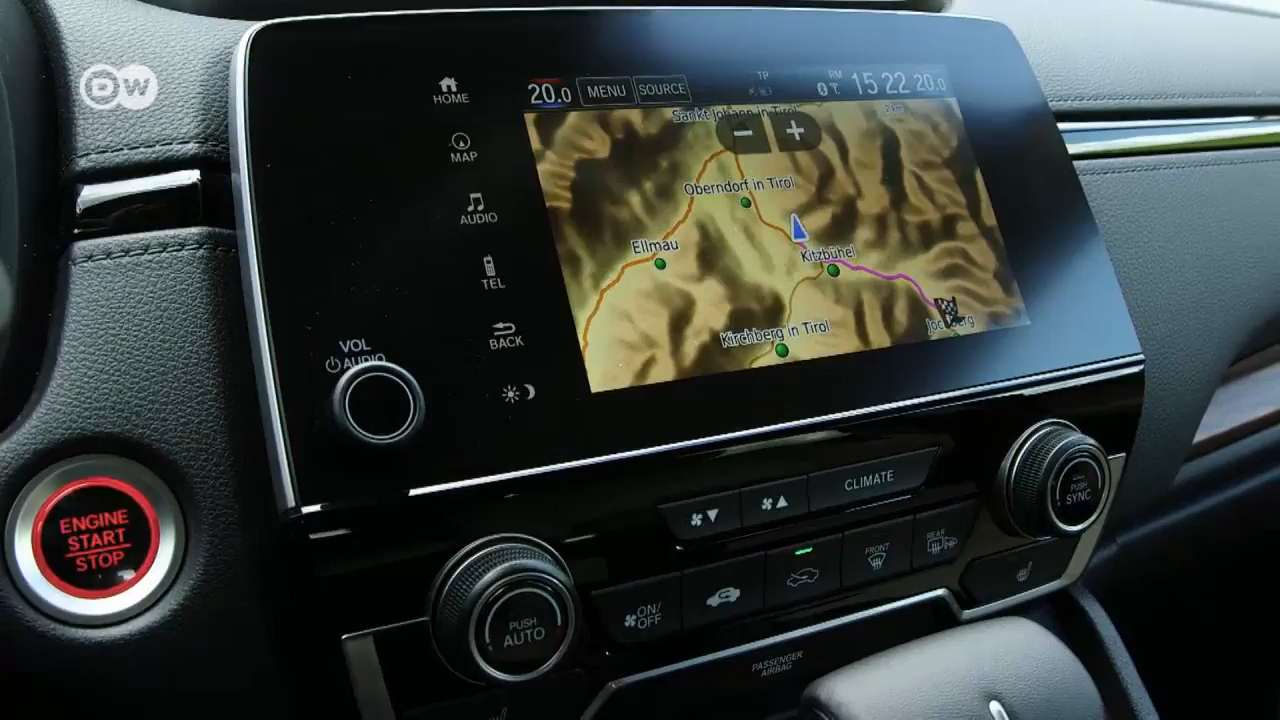 DW
HOME
MAP
AUDIO
TEL
BACK
VOL
AUDIO
20.0 MENU SOURCE TP RM 15 22 20.0
Sankt Johann in Tirol
− +
Oberndorf in Tirol
Ellmau
Kitzbühel
Kirchberg in Tirol
ENGINE
START
STOP
CLIMATE
PUSH
SYNC
ON/
OFF
FRONT
REAR
PUSH
AUTO
PASSENGER
AIRBAG